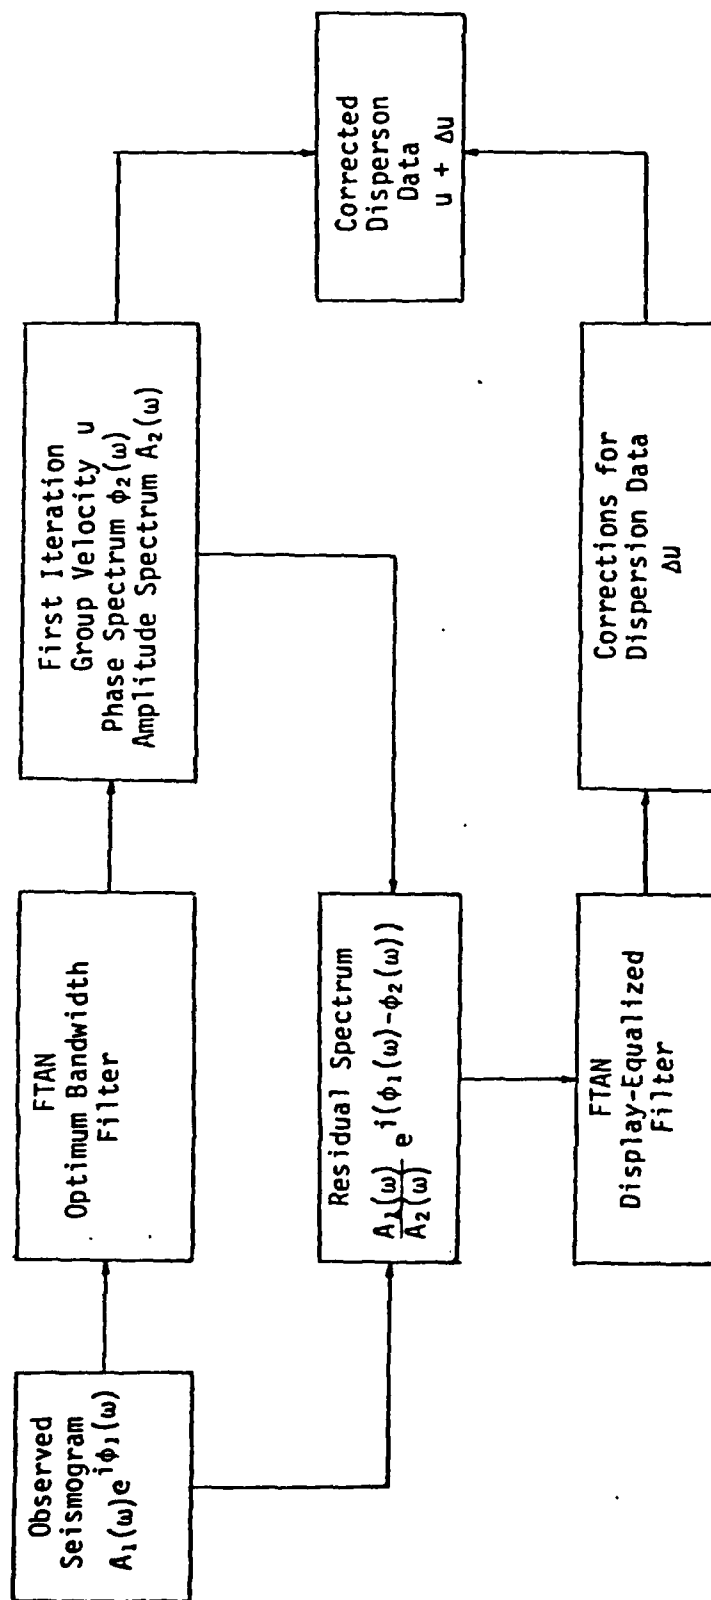 Observed
Seismogram
A₁(ω)e^iϕ₁(ω)
FTAN
Optimum Bandwidth
Filter
First Iteration
Group Velocity u
Phase Spectrum ϕ₂(ω)
Amplitude Spectrum A₂(ω)
Residual Spectrum
A₁(ω)/A₂(ω) e^i(ϕ₁(ω)-ϕ₂(ω))
FTAN
Display-Equalized
Filter
Corrections for
Dispersion Data
Δu
Corrected
Disperson
Data
u + Δu